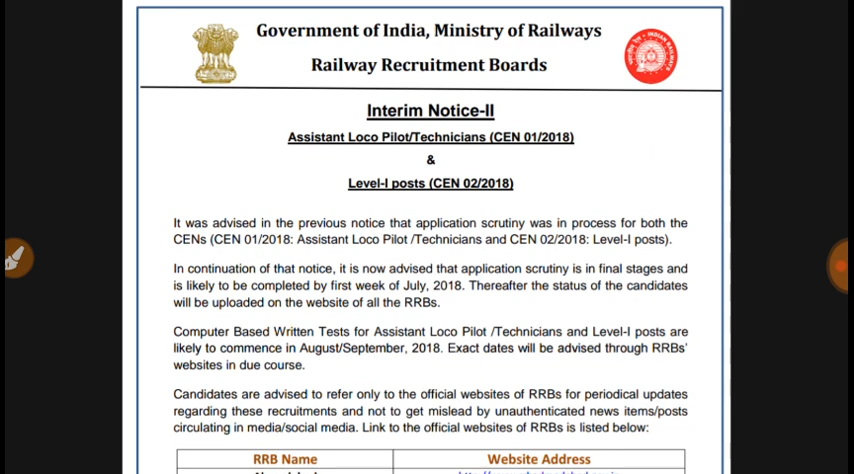 Government of India, Ministry of Railways
Railway Recruitment Boards
Interim Notice-II
Assistant Loco Pilot/Technicians (CEN 01/2018)
&
Level-I posts (CEN 02/2018)
It was advised in the previous notice that application scrutiny was in process for both the
CENs (CEN 01/2018: Assistant Loco Pilot /Technicians and CEN 02/2018: Level-I posts).
In continuation of that notice, it is now advised that application scrutiny is in final stages and
is likely to be completed by first week of July, 2018. Thereafter the status of the candidates
will be uploaded on the website of all the RRBs.
Computer Based Written Tests for Assistant Loco Pilot /Technicians and Level-I posts are
likely to commence in August/September, 2018. Exact dates will be advised through RRBs'
websites in due course.
Candidates are advised to refer only to the official websites of RRBs for periodical updates
regarding these recruitments and not to get mislead by unauthenticated news items/posts
circulating in media/social media. Link to the official websites of RRBs is listed below:
RRB Name Website Address